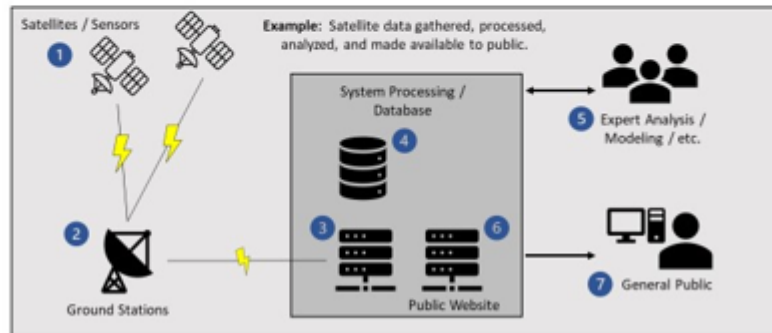 Satellites / Sensors
Example: Satellite data gathered, processed,
analyzed, and made available to public.
1
System Processing /
Database
4
5
Expert Analysis /
Modeling / etc.
2
3
6
Ground Stations
Public Website
7
General Public